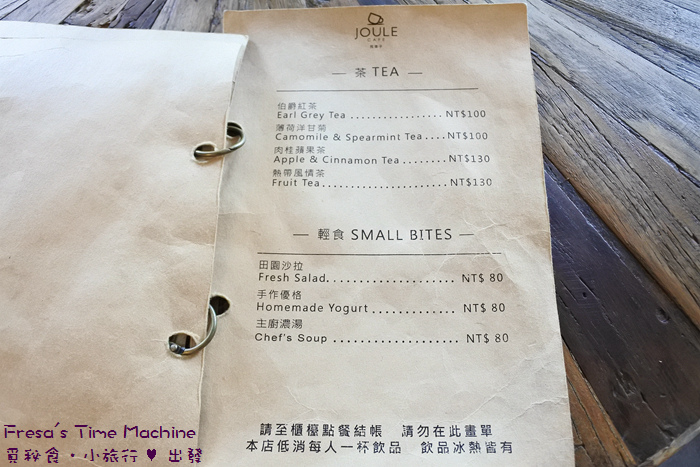 JOULE
CAFE
— 茶 TEA —
伯爵紅茶
Earl Grey Tea ................. NT$100
薄荷洋甘菊
Camomile & Spearmint Tea .... NT$100
肉桂蘋果茶
Apple & Cinnamon Tea ........ NT$130
熱帶風情茶
Fruit Tea ........................ NT$130
— 輕食 SMALL BITES —
田園沙拉
Fresh Salad.................... NT$ 80
手作優格
Homemade Yogurt ............. NT$ 80
主廚濃湯
Chef's Soup ................... NT$ 80
請至櫃檯點餐結帳 請勿在此畫單
本店低消每人一杯飲品 飲品冰熱皆有
Fresa's Time Machine
覓秘食・小旅行 ♥ 出發